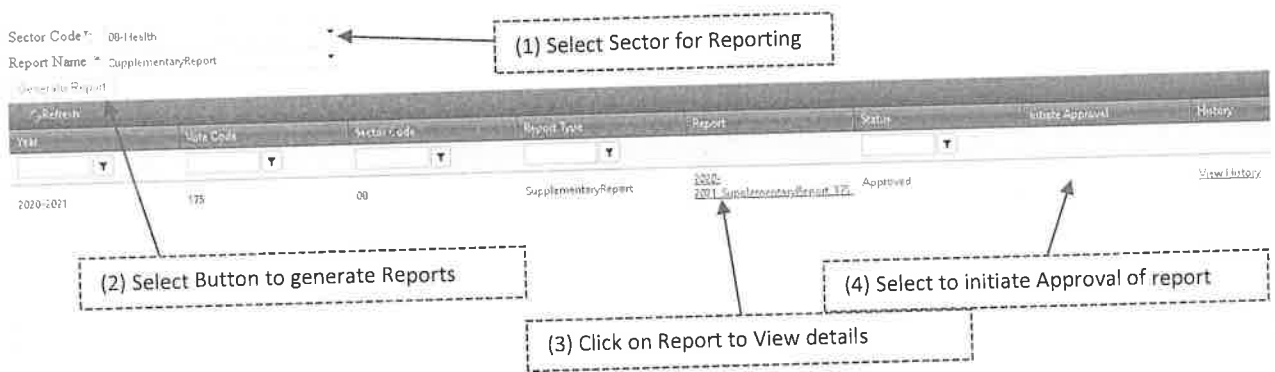 Sector Code*: 08-Health
(1) Select Sector for Reporting
Report Name * SupplementaryReport
Generate Report
Refresh
Year Vote Code Sector Code Report Type Report Status Initiate Approval History
2020-2021 175 08 SupplementaryReport 2020- Approved View History
2021_SupplementaryReport_175_
(2) Select Button to generate Reports
(4) Select to initiate Approval of report
(3) Click on Report to View details